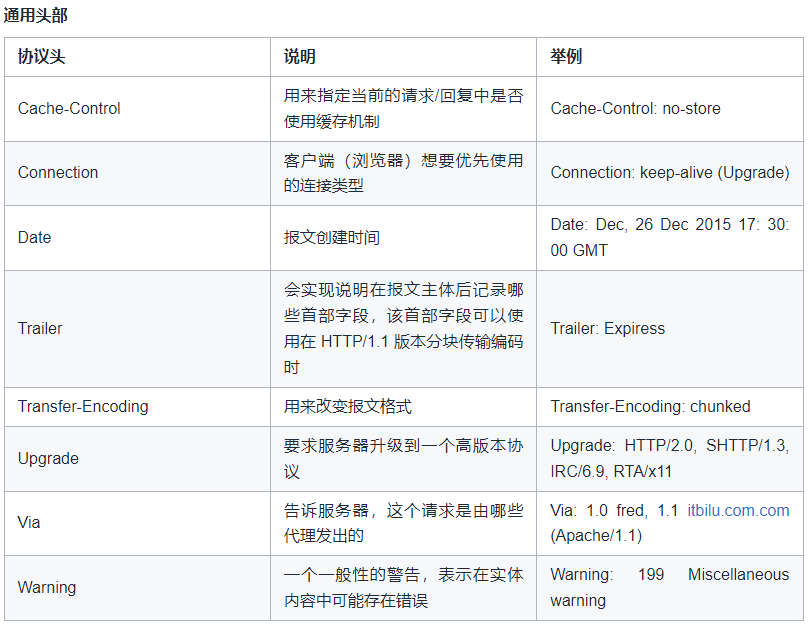 通用头部
协议头 说明 举例
Cache-Control
用来指定当前的请求/回复中是否
使用缓存机制
Cache-Control: no-store
Connection
客户端（浏览器）想要优先使用
的连接类型
Connection: keep-alive (Upgrade)
Date
报文创建时间
Date: Dec, 26 Dec 2015 17: 30:
00 GMT
Trailer
会实现说明在报文主体后记录哪
些首部字段，该首部字段可以使
用在 HTTP/1.1 版本分块传输编码
时
Trailer: Expiress
Transfer-Encoding
用来改变报文格式
Transfer-Encoding: chunked
Upgrade
要求服务器升级到一个高版本协
议
Upgrade: HTTP/2.0, SHTTP/1.3,
IRC/6.9, RTA/x11
Via
告诉服务器，这个请求是由哪些
代理发出的
Via: 1.0 fred, 1.1 itbilu.com.com
(Apache/1.1)
Warning
一个一般性的警告，表示在实体
内容中可能存在错误
Warning: 199 Miscellaneous
warning